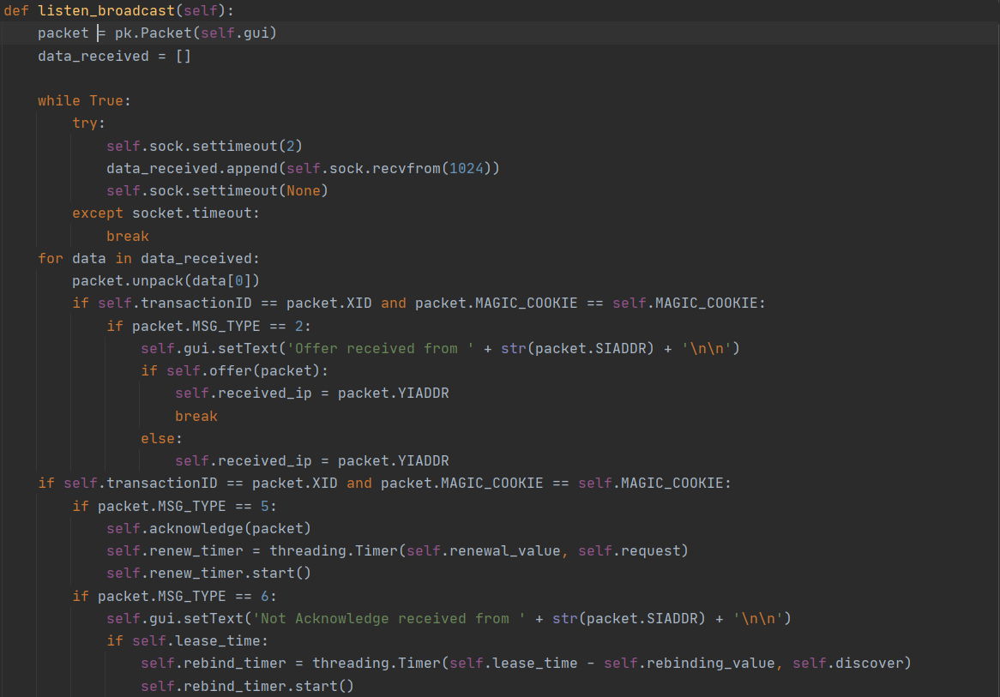 def listen_broadcast(self):
    packet = pk.Packet(self.gui)
    data_received = []

    while True:
        try:
            self.sock.settimeout(2)
            data_received.append(self.sock.recvfrom(1024))
            self.sock.settimeout(None)
        except socket.timeout:
            break
    for data in data_received:
        packet.unpack(data[0])
        if self.transactionID == packet.XID and packet.MAGIC_COOKIE == self.MAGIC_COOKIE:
            if packet.MSG_TYPE == 2:
                self.gui.setText('Offer received from ' + str(packet.SIADDR) + '\n\n')
                if self.offer(packet):
                    self.received_ip = packet.YIADDR
                    break
                else:
                    self.received_ip = packet.YIADDR
    if self.transactionID == packet.XID and packet.MAGIC_COOKIE == self.MAGIC_COOKIE:
        if packet.MSG_TYPE == 5:
            self.acknowledge(packet)
            self.renew_timer = threading.Timer(self.renewal_value, self.request)
            self.renew_timer.start()
        if packet.MSG_TYPE == 6:
            self.gui.setText('Not Acknowledge received from ' + str(packet.SIADDR) + '\n\n')
            if self.lease_time:
                self.rebind_timer = threading.Timer(self.lease_time - self.rebinding_value, self.discover)
                self.rebind_timer.start()